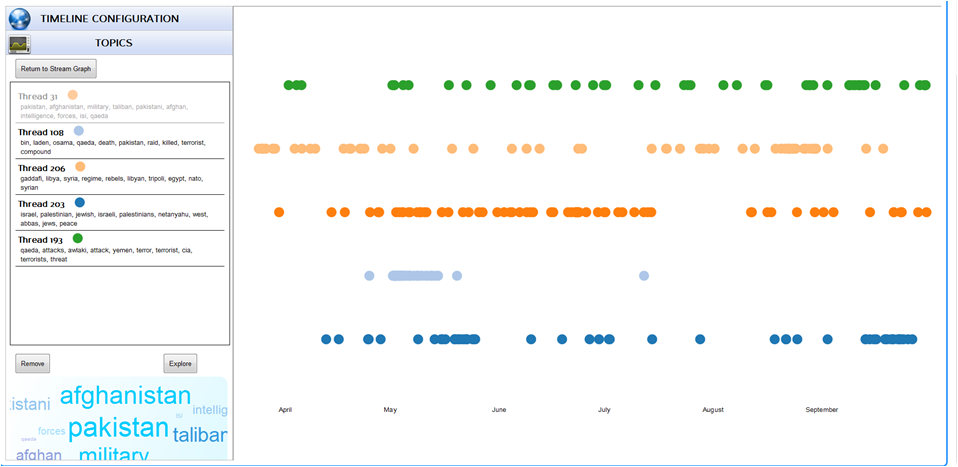 TIMELINE CONFIGURATION
TOPICS
Return to Stream Graph
Thread 31
pakistan, afghanistan, military, taliban, pakistani, afghan,
intelligence, forces, isi, qaeda
Thread 108
bin, laden, osama, qaeda, death, pakistan, raid, killed, terrorist,
compound
Thread 206
gaddafi, libya, syria, regime, rebels, libyan, tripoli, egypt, nato,
syrian
Thread 203
israel, palestinian, jewish, israeli, palestinians, netanyahu, west,
abbas, jews, peace
Thread 193
qaeda, attacks, awlaki, attack, yemen, terror, terrorist, cia,
terrorists, threat
Remove Explore
afghanistan
istani intellig
isi
forces pakistan taliban
qaeda
afghan military
April May June July August September